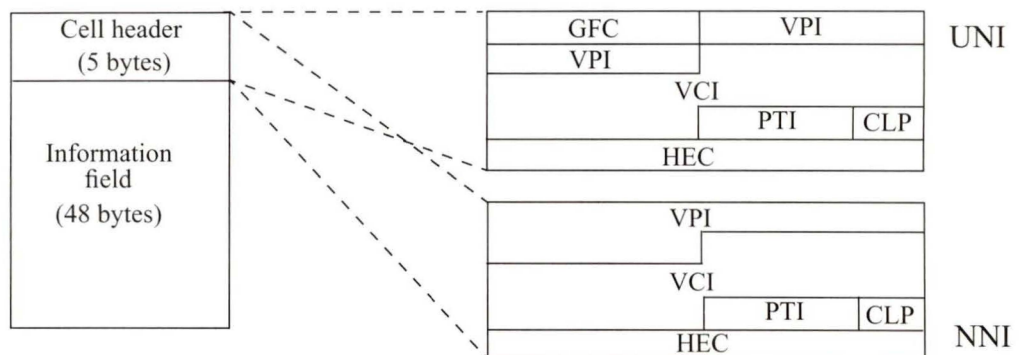 Cell header
(5 bytes)
Information
field
(48 bytes)
GFC VPI
VPI
VCI
PTI CLP
HEC
UNI
VPI
VCI
PTI CLP
HEC
NNI